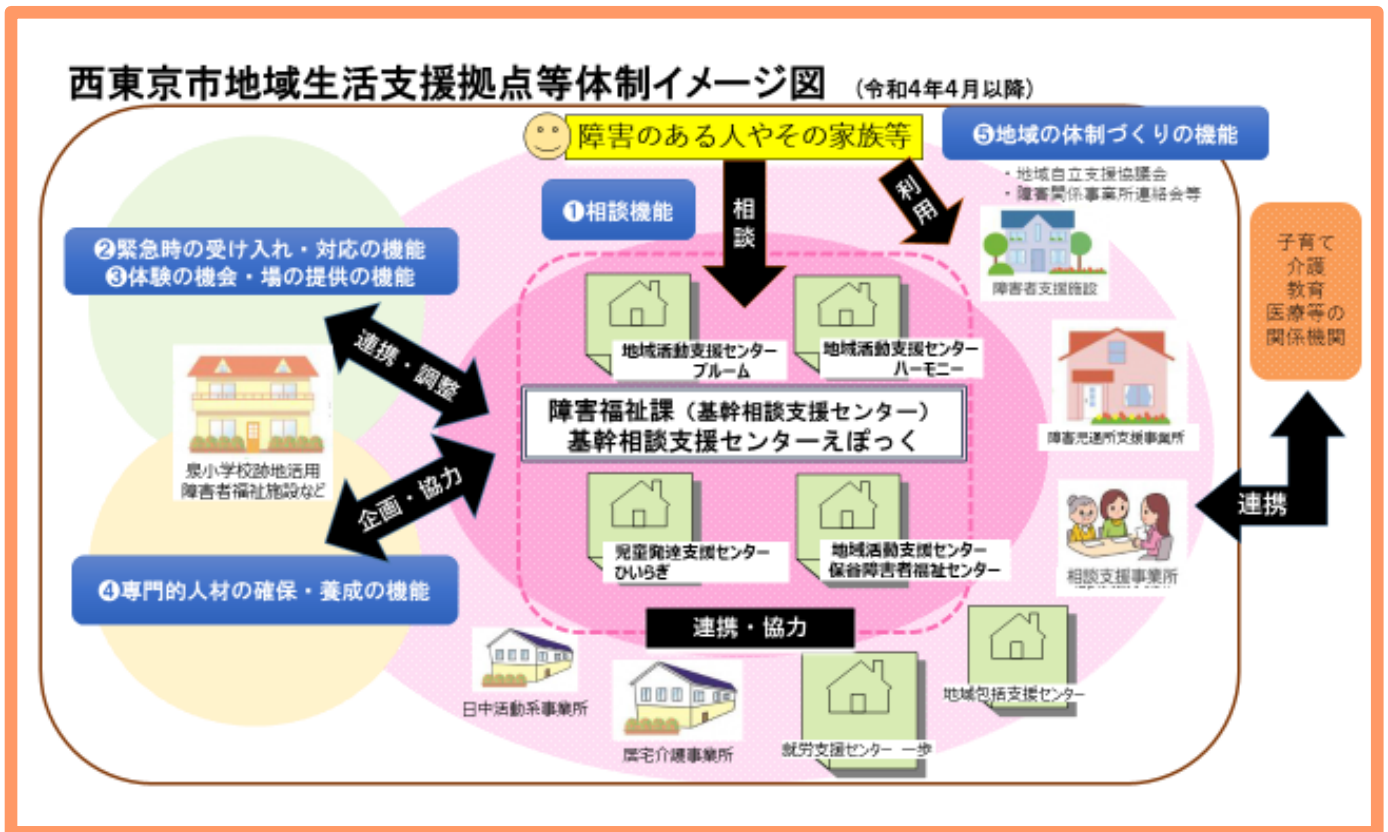 西東京市地域生活支援拠点等体制イメージ図 (令和4年4月以降)
障害のある人やその家族等
❺地域の体制づくりの機能
・地域自立支援協議会
・障害関係事業所連絡会等
❶相談機能
相談
利用
❷緊急時の受け入れ・対応の機能
❸体験の機会・場の提供の機能
子育て
介護
教育
医療等の
関係機関
障害者支援施設
地域活動支援センター
ブルーム
地域活動支援センター
ハーモニー
連携・調整
障害福祉課（基幹相談支援センター）
基幹相談支援センターえぽっく
障害児通所支援事業所
泉小学校跡地活用
障害者福祉施設など
企画・協力
連携
児童発達支援センター
ひいらぎ
地域活動支援センター
保谷障害者福祉センター
相談支援事業所
❹専門的人材の確保・養成の機能
連携・協力
日中活動系事業所
居宅介護事業所
就労支援センター 一歩
地域包括支援センター